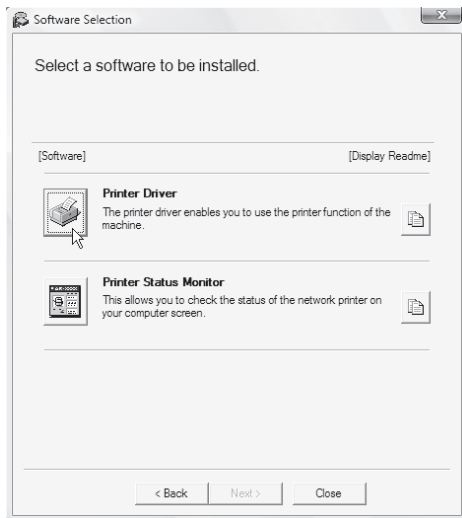 Software Selection
Select a software to be installed.
[Software] [Display Readme]
Printer Driver
The printer driver enables you to use the printer function of the
machine.
Printer Status Monitor
This allows you to check the status of the network printer on
your computer screen.
< Back Next > Close